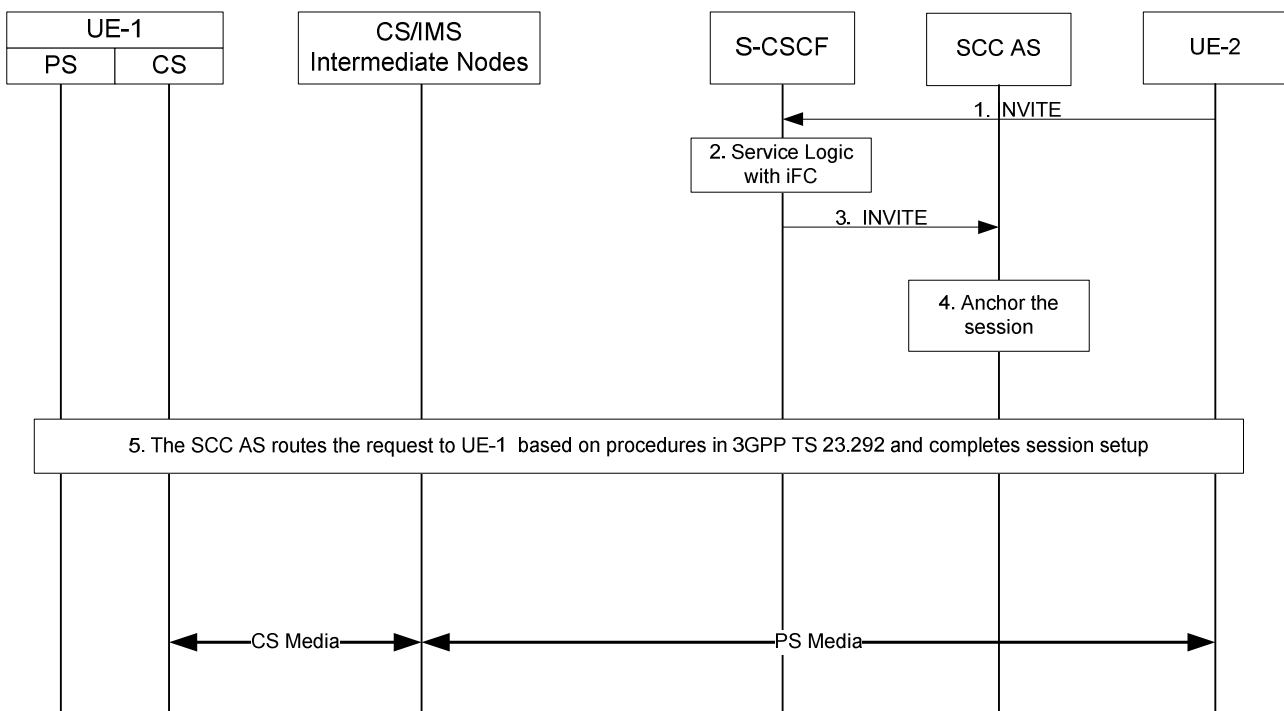 UE-1
PS
CS
CS/IMS
Intermediate Nodes
S-CSCF
SCC AS
UE-2
1. NVITE
2. Service Logic
with iFC
3. INVITE
4. Anchor the
session
5. The SCC AS routes the request to UE-1 based on procedures in 3GPP TS 23.292 and completes session setup
CS Media
PS Media